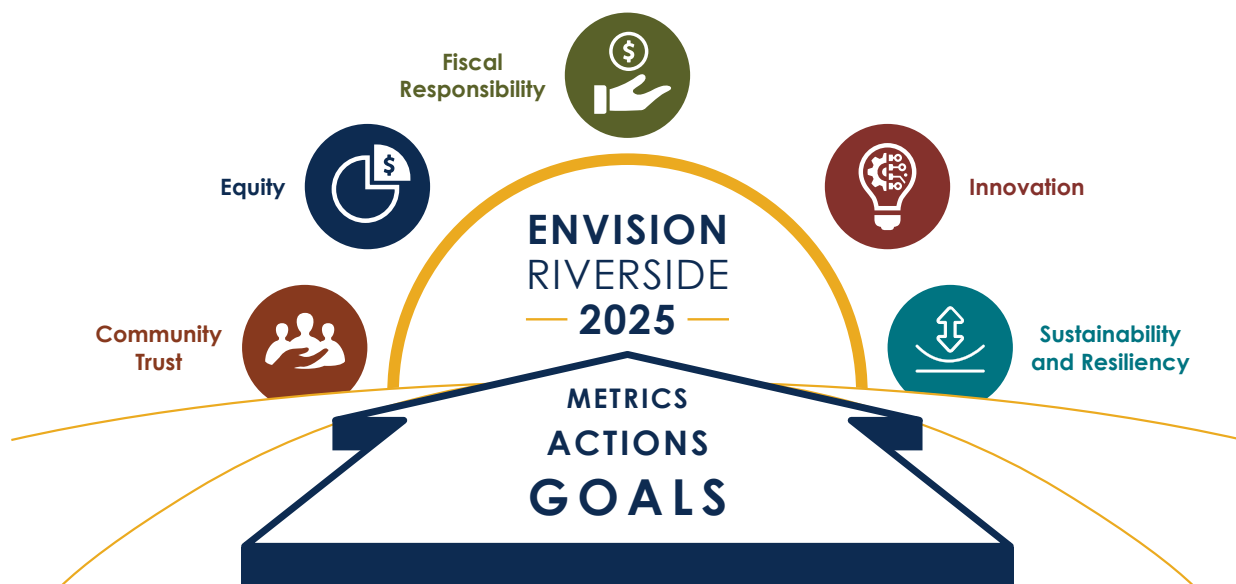 Fiscal
Responsibility
$
Equity
$
Innovation
ENVISION
RIVERSIDE
2025
Community
Trust
Sustainability
and Resiliency
METRICS
ACTIONS
GOALS